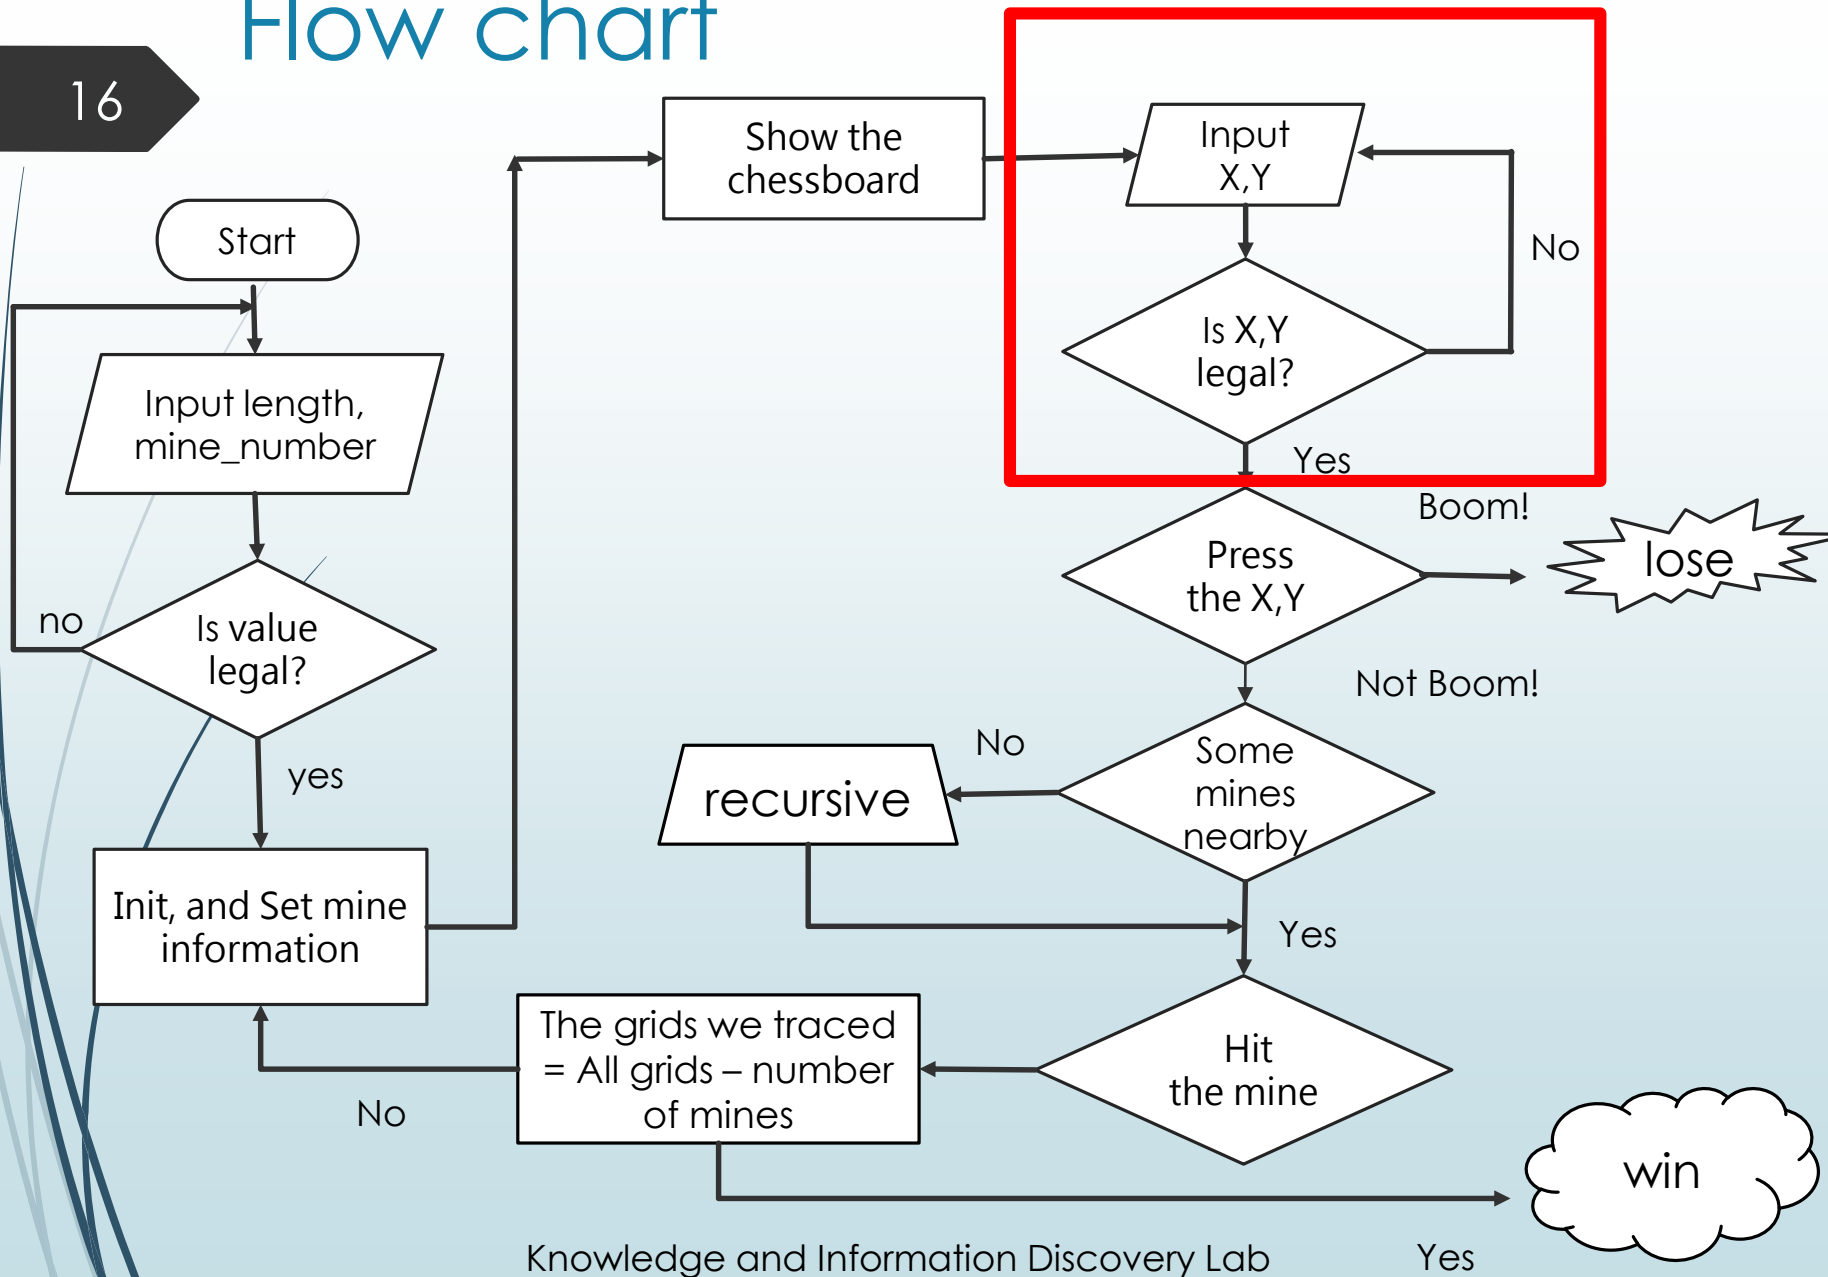 Flow chart
16
Start
Input length,
mine_number
Is value
legal?
no
yes
Init, and Set mine
information
Show the
chessboard
Input
X,Y
No
Is X,Y
legal?
Yes
Press
the X,Y
Boom!
lose
Not Boom!
Some
mines
nearby
No
recursive
Yes
Hit
the mine
The grids we traced
= All grids – number
of mines
No
win
Yes
Knowledge and Information Discovery Lab